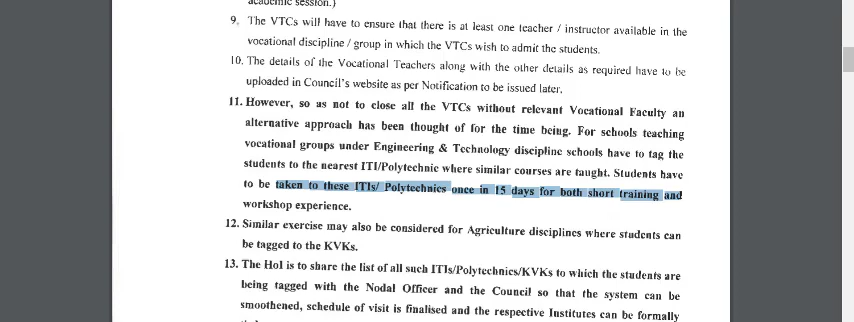 academic session.)
9. The VTCs will have to ensure that there is at least one teacher / instructor available in the
vocational discipline / group in which the VTCs wish to admit the students.
10. The details of the Vocational Teachers along with the other details as required have to be
uploaded in Council's website as per Notification to be issued later.
11. However, so as not to close all the VTCs without relevant Vocational Faculty an
alternative approach has been thought of for the time being. For schools teaching
vocational groups under Engineering & Technology discipline schools have to tag the
students to the nearest ITI/Polytechnic where similar courses are taught. Students have
to be taken to these ITIs/ Polytechnics once in 15 days for both short training and
workshop experience.
12. Similar exercise may also be considered for Agriculture disciplines where students can
be tagged to the KVKs.
13. The HoI is to share the list of all such ITIs/Polytechnics/KVKs to which the students are
being tagged with the Nodal Officer and the Council so that the system can be
smoothened, schedule of visit is finalised and the respective Institutes can be formally